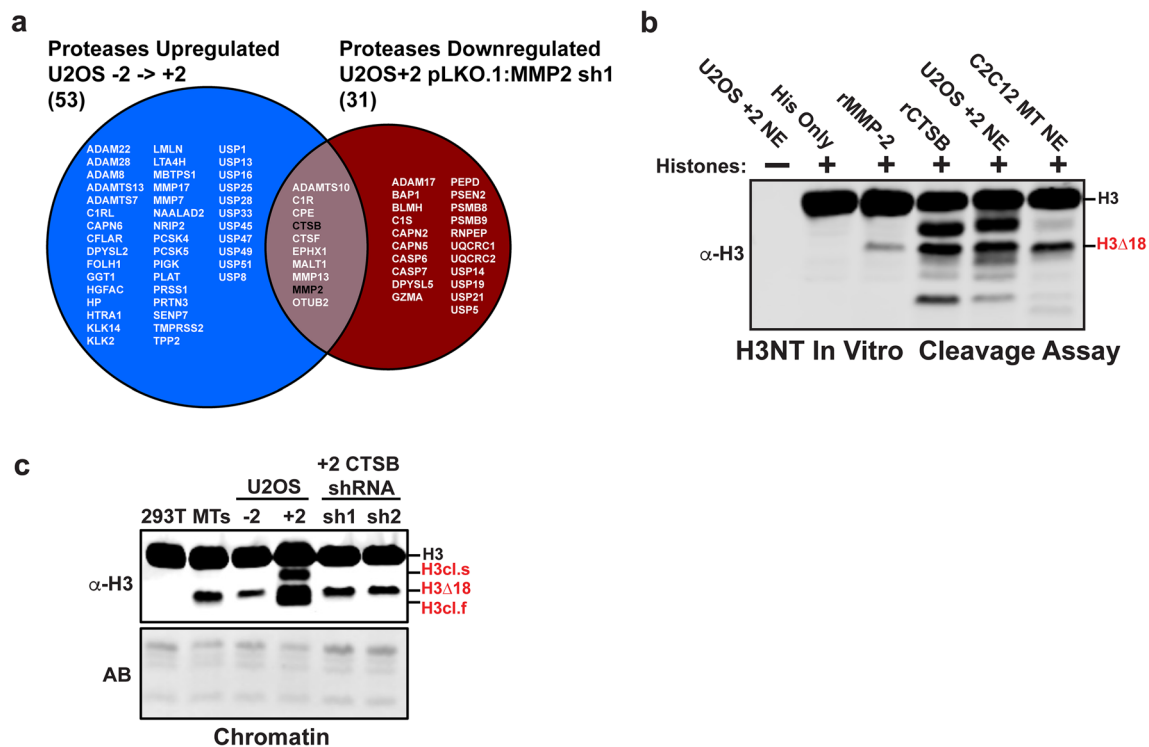 a
Proteases Upregulated
U2OS -2 -> +2
(53)
Proteases Downregulated
U2OS+2 pLKO.1:MMP2 sh1
(31)
ADAM22 LMLN USP1
ADAM28 LTA4H USP13
ADAM8 MBTPS1 USP16
ADAMTS13 MMP17 USP25
ADAMTS7 MMP7 USP28
C1RL NAALAD2 USP33
CAPN6 NRIP2 USP45
CFLAR PCSK4 USP47
DPYSL2 PCSK5 USP49
FOLH1 PIGK USP51
GGT1 PLAT USP8
HGFAC PRSS1
HP PRTN3
HTRA1 SENP7
KLK14 TMPRSS2
KLK2 TPP2
ADAMTS10
C1R
CPE
CTSB
CTSF
EPHX1
MALT1
MMP13
MMP2
OTUB2
ADAM17 PEPD
BAP1 PSEN2
BLMH PSMB8
C1S PSMB9
CAPN2 RNPEP
CAPN5 UQCRC1
CASP6 UQCRC2
CASP7 USP14
DPYSL5 USP19
GZMA USP21
USP5
b
U2OS +2 NE
His Only
rMMP-2
rCTSB
U2OS +2 NE
C2C12 MT NE
Histones: − + + + + +
α-H3
H3
H3Δ18
H3NT In Vitro Cleavage Assay
c
+2 CTSB
U2OS shRNA
293T MTs -2 +2 sh1 sh2
α-H3
H3
H3cl.s
H3Δ18
H3cl.f
AB
Chromatin